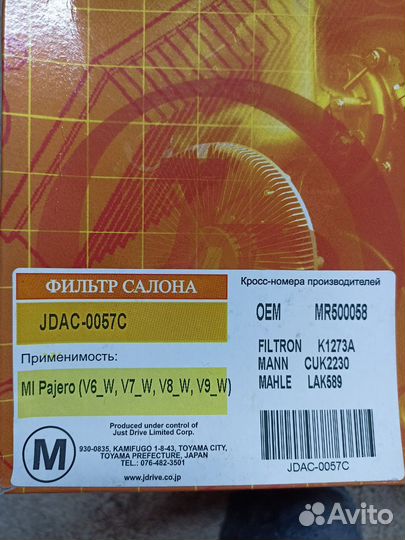 ФИЛЬТР САЛОНА
JDAC-0057C
Применимость:
MI Pajero (V6_W, V7_W, V8_W, V9_W)
M
Produced under control of
Just Drive Limited Corp.
930-0835, KAMIFUGO 1-8-43, TOYAMA CITY,
TOYAMA PREFECTURE, JAPAN
TEL.: 076-482-3501
www.jdrive.co.jp
Кросс-номера производителей
OEM MR500058
FILTRON K1273A
MANN CUK2230
MAHLE LAK589
JDAC-0057C
Avito